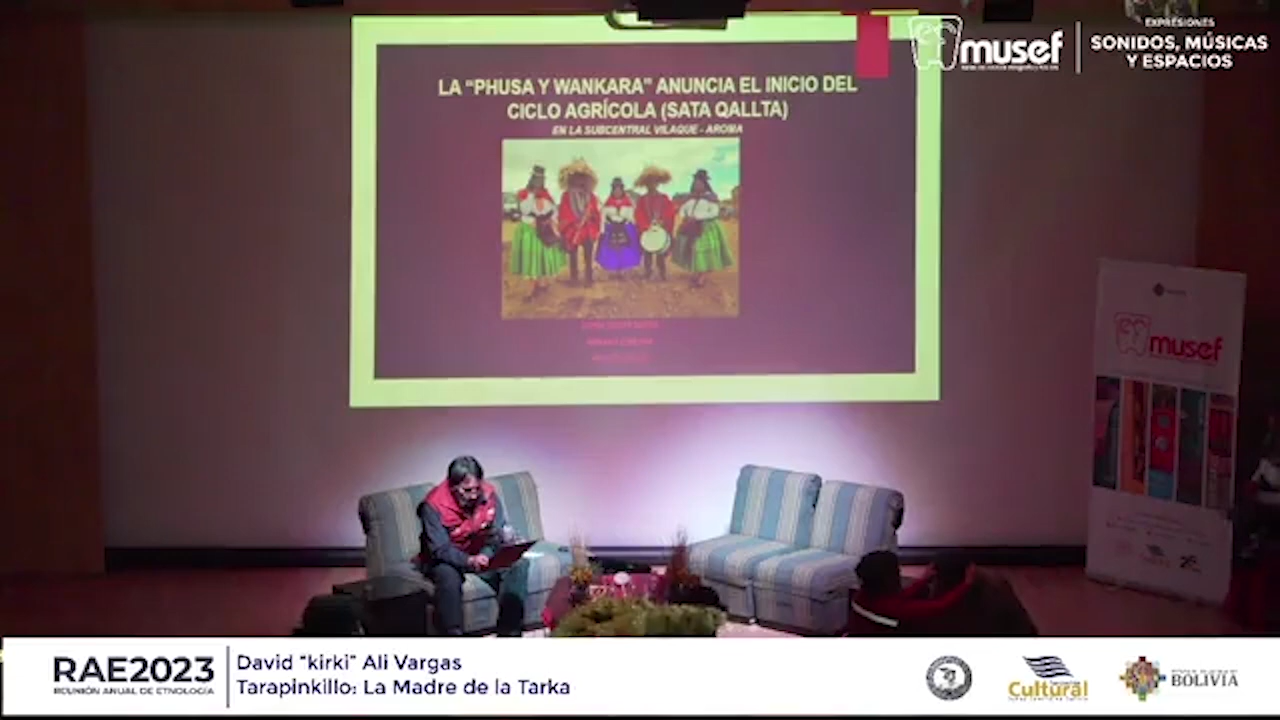 musef
EXPRESIONES
SONIDOS, MÚSICAS
Y ESPACIOS
LA “PHUSA Y WANKARA” ANUNCIA EL INICIO DEL
CICLO AGRÍCOLA (SATA QALLTA)
EN LA SUBCENTRAL VILAQUE - AROMA
musef
RAE2023
REUNIÓN ANUAL DE ETNOLOGÍA
David "kirki" Ali Vargas
Tarapinkillo: La Madre de la Tarka
Cultural
BOLIVIA